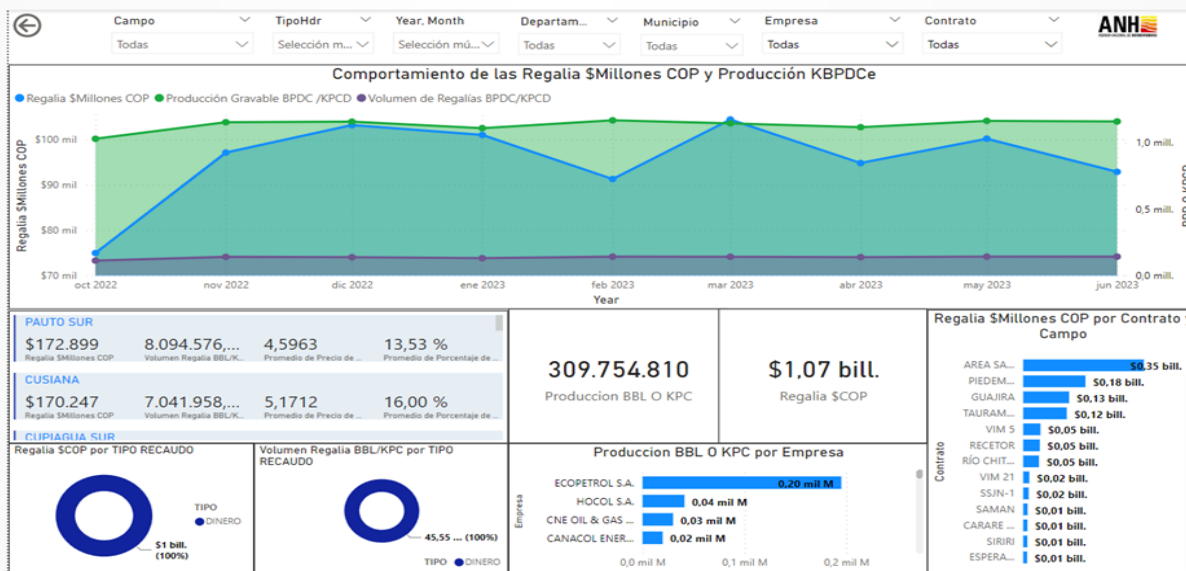 Campo TipoHdr Year, Month Departam... Municipio Empresa Contrato
Todas Selección m... Selección mú... Todas Todas Todas Todas
ANH
Comportamiento de las Regalia $Millones COP y Producción KBPDCe
Regalia $Millones COP Producción Gravable BPDC /KPCD Volumen de Regalías BPDC/KPCD
Regalia $Millones COP
$100 mil
$90 mil
$80 mil
$70 mil
1,0 mill.
0,5 mill.
0,0 mill.
oct 2022 nov 2022 dic 2022 ene 2023 feb 2023 mar 2023 abr 2023 may 2023 jun 2023
Year
PAUTO SUR
$172.899 8.094.576,... 4,5963 13,53 %
Regalia $Millones COP Volumen Regalia BBL/K... Promedio de Precio de ... Promedio de Porcentaje de ...
CUSIANA
$170.247 7.041.958,... 5,1712 16,00 %
Regalia $Millones COP Volumen Regalia BBL/K... Promedio de Precio de ... Promedio de Porcentaje de ...
CUPIAGUA SUR
309.754.810
Produccion BBL O KPC
$1,07 bill.
Regalia $COP
Regalia $Millones COP por Contrato y
Campo
Contrato
AREA SA... $0,35 bill.
PIEDEM... $0,18 bill.
GUAJIRA $0,13 bill.
TAURAM... $0,12 bill.
VIM 5 $0,05 bill.
RECETOR $0,05 bill.
RÍO CHIT... $0,05 bill.
VIM 21 $0,02 bill.
SSJN-1 $0,02 bill.
SAMAN $0,01 bill.
CARARE ... $0,01 bill.
SIRIRI $0,01 bill.
ESPERA... $0,01 bill.
Regalia $COP por TIPO RECAUDO
TIPO
DINERO
$1 bill.
(100%)
Volumen Regalia BBL/KPC por TIPO
RECAUDO
45,55 ... (100%)
TIPO DINERO
Produccion BBL O KPC por Empresa
Empresa
ECOPETROL S.A. 0,20 mil M
HOCOL S.A. 0,04 mil M
CNE OIL & GAS ... 0,03 mil M
CANACOL ENER... 0,02 mil M
0,0 mil M 0,1 mil M 0,2 mil M